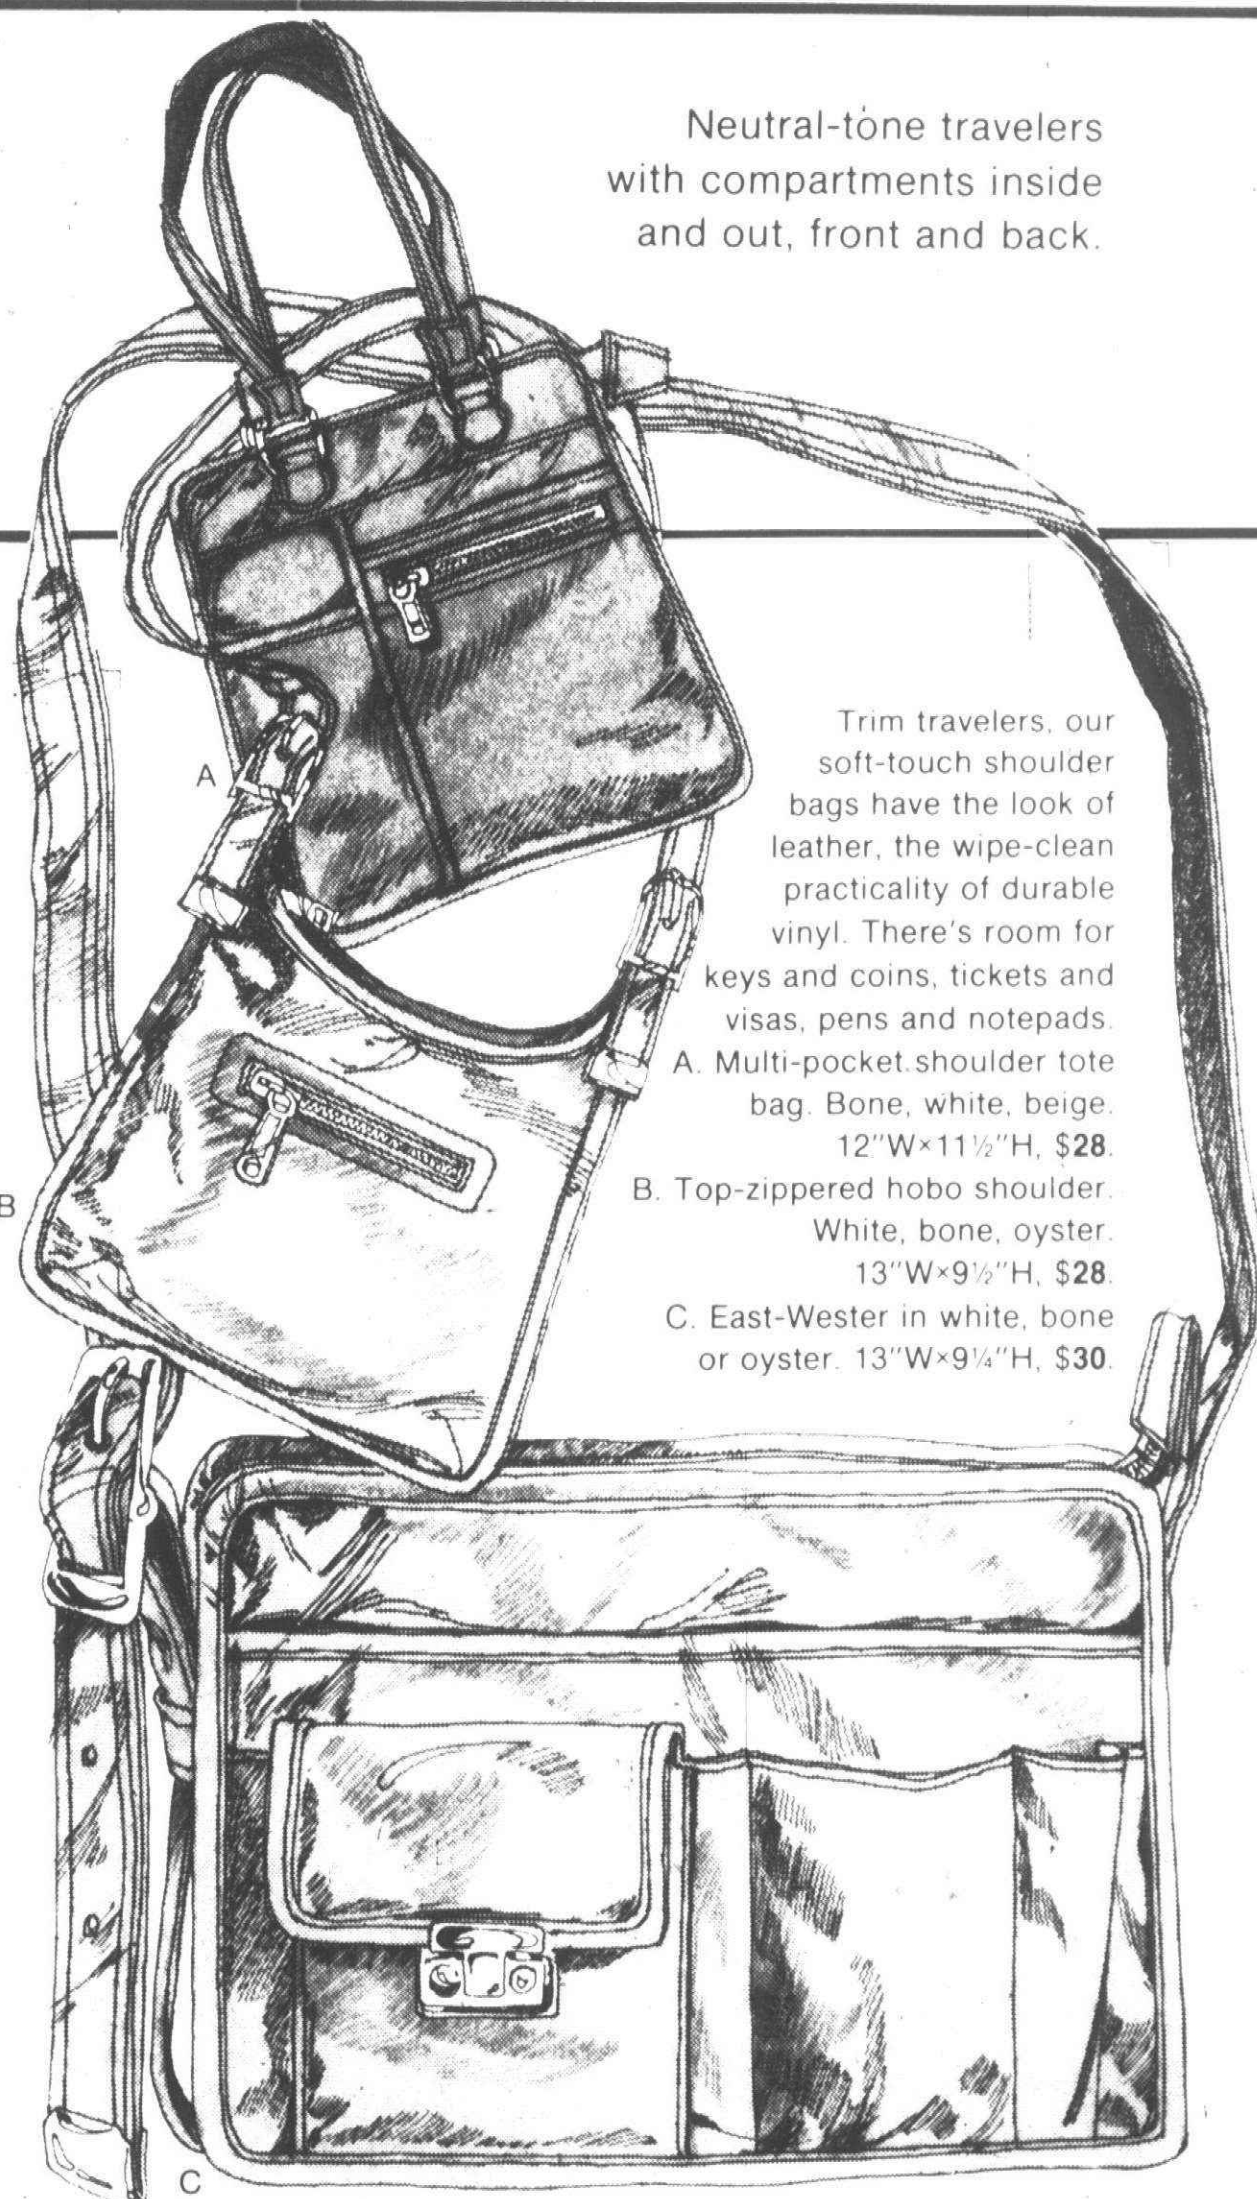 Neutral-tone travelers
with compartments inside
and out, front and back.
Trim travelers, our
soft-touch shoulder
bags have the look of
leather, the wipe-clean
practicality of durable
vinyl. There's room for
keys and coins, tickets and
visas, pens and notepads.
A. Multi-pocket shoulder tote
bag. Bone, white, beige.
12"W×11½"H, $28.
B. Top-zippered hobo shoulder.
White, bone, oyster.
13"W×9½"H, $28.
C. East-Wester in white, bone
or oyster. 13"W×9¼"H, $30.
A
B
C